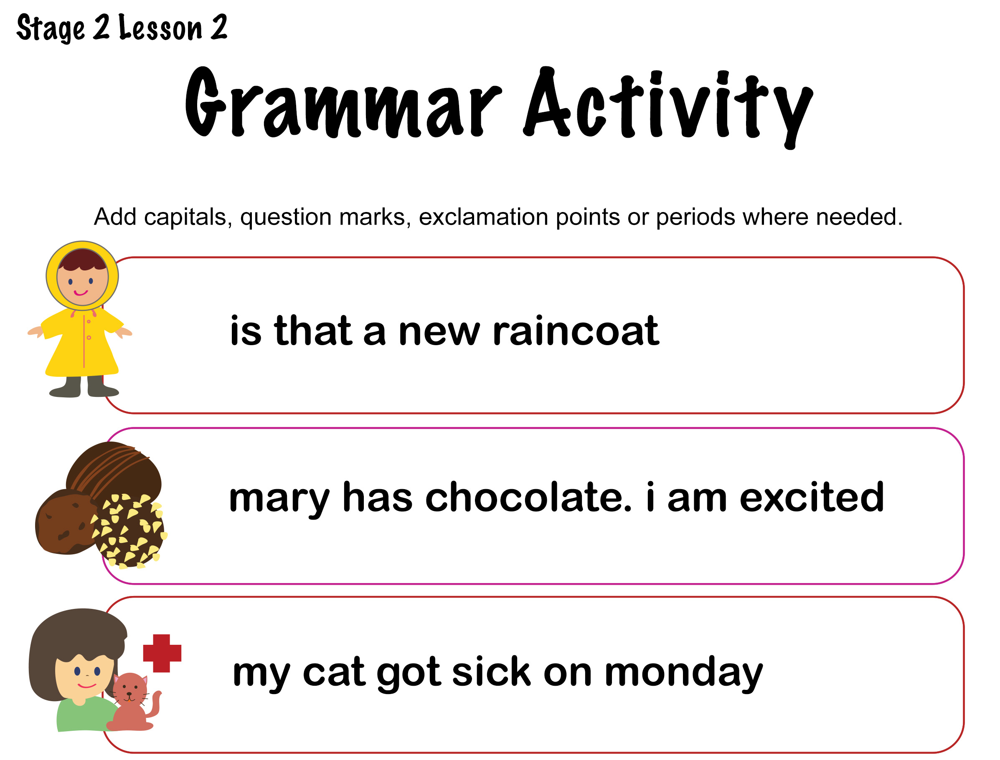 Stage 2 Lesson 2
Grammar Activity
Add capitals, question marks, exclamation points or periods where needed.
is that a new raincoat
mary has chocolate. i am excited
my cat got sick on monday